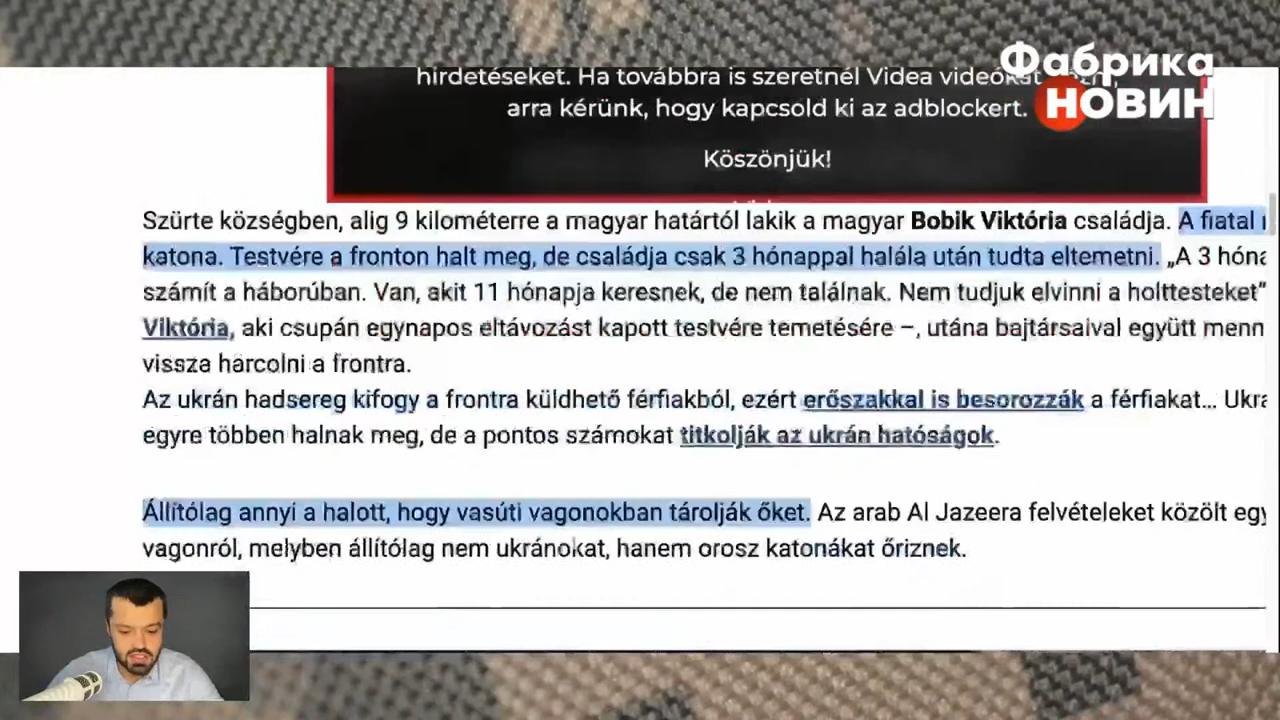 Фабрика
НОВИН
hirdetéseket. Ha továbbra is szeretnél Videa videókat
arra kérünk, hogy kapcsold ki az adblockert.
Köszönjük!
Szürte községben, alig 9 kilométerre a magyar határtól lakik a magyar Bobik Viktória családja. A fiatal
katona. Testvére a fronton halt meg, de családja csak 3 hónappal halála után tudta eltemetni. „A 3 hóna
számít a háborúban. Van, akit 11 hónapja keresnek, de nem találnak. Nem tudjuk elvinni a holttesteket”
Viktória, aki csupán egynapos eltávozást kapott testvére temetésére –, utána bajtársaival együtt menn
vissza harcolni a frontra.
Az ukrán hadsereg kifogy a frontra küldhető férfiakból, ezért erőszakkal is besorozzák a férfiakat... Ukra
egyre többen halnak meg, de a pontos számokat titkolják az ukrán hatóságok.
Állítólag annyi a halott, hogy vasúti vagonokban tárolják őket. Az arab Al Jazeera felvételeket közölt egy
vagonról, melyben állítólag nem ukránokat, hanem orosz katonákat őriznek.